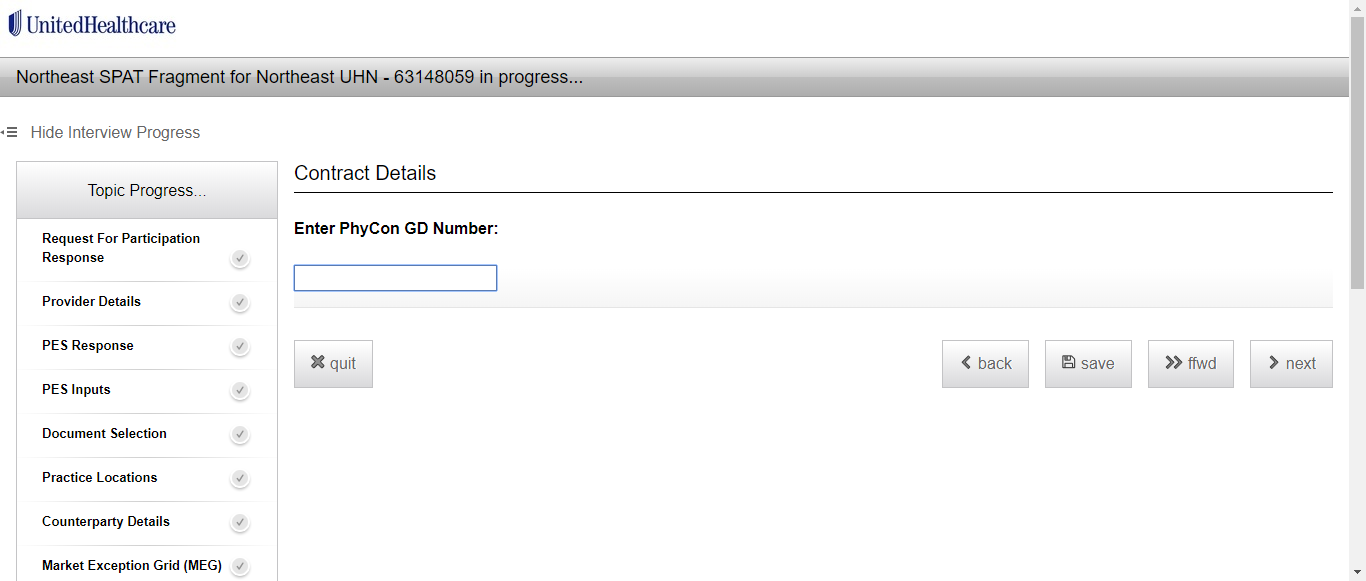 UnitedHealthcare
Northeast SPAT Fragment for Northeast UHN - 63148059 in progress...
Hide Interview Progress
Topic Progress...
Request For Participation
Response
Provider Details
PES Response
PES Inputs
Document Selection
Practice Locations
Counterparty Details
Market Exception Grid (MEG)
Contract Details
Enter PhyCon GD Number:
quit
back
save
ffwd
next